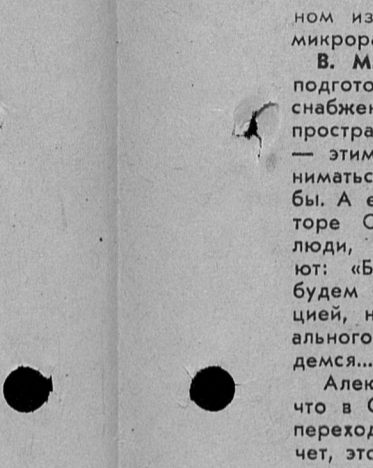 ном из
микрора
В. М
подгото
снабжен
простра
— этим
ниматьс
бы. А е
торе С
люди,
ют: «Б
будем
цией, н
ального
демся...
Алек
что в С
переход
чет, это